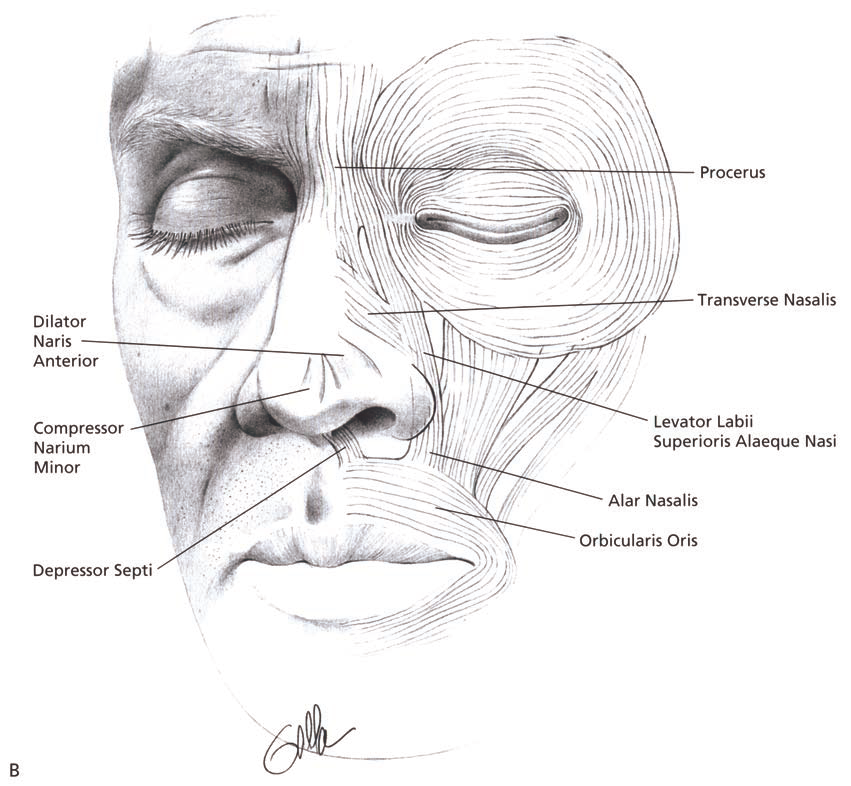 Procerus
Transverse Nasalis
Dilator
Naris
Anterior
Levator Labii
Superioris Alaeque Nasi
Compressor
Narium
Minor
Alar Nasalis
Orbicularis Oris
Depressor Septi
B